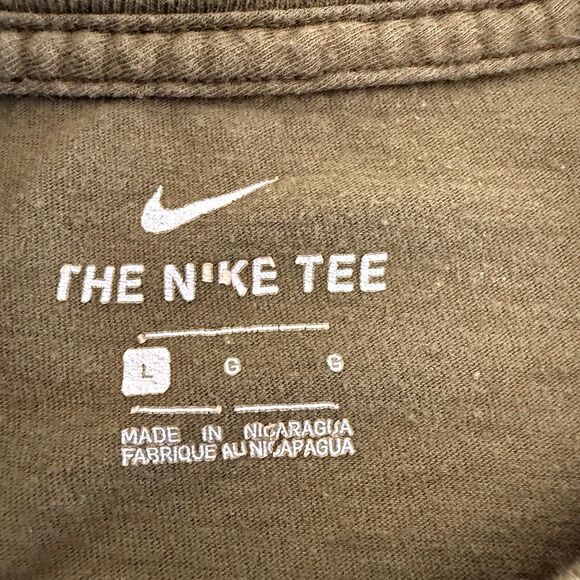 THE NIKE TEE
L G G
MADE IN NICARAGUA
FABRIQUE AU NICARAGUA